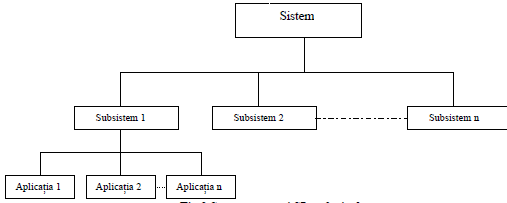 Sistem
Subsistem 1
Subsistem 2
Subsistem n
Aplicația 1
Aplicația 2
Aplicația n